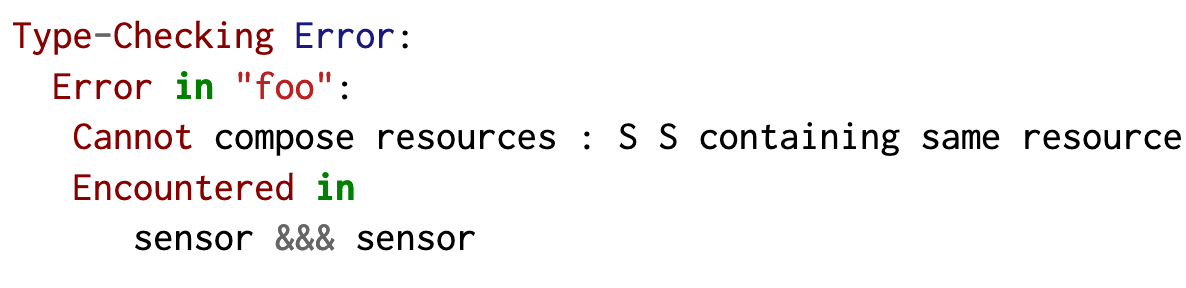 Type-Checking Error:
Error in "foo":
Cannot compose resources : S S containing same resource
Encountered in
sensor &&& sensor